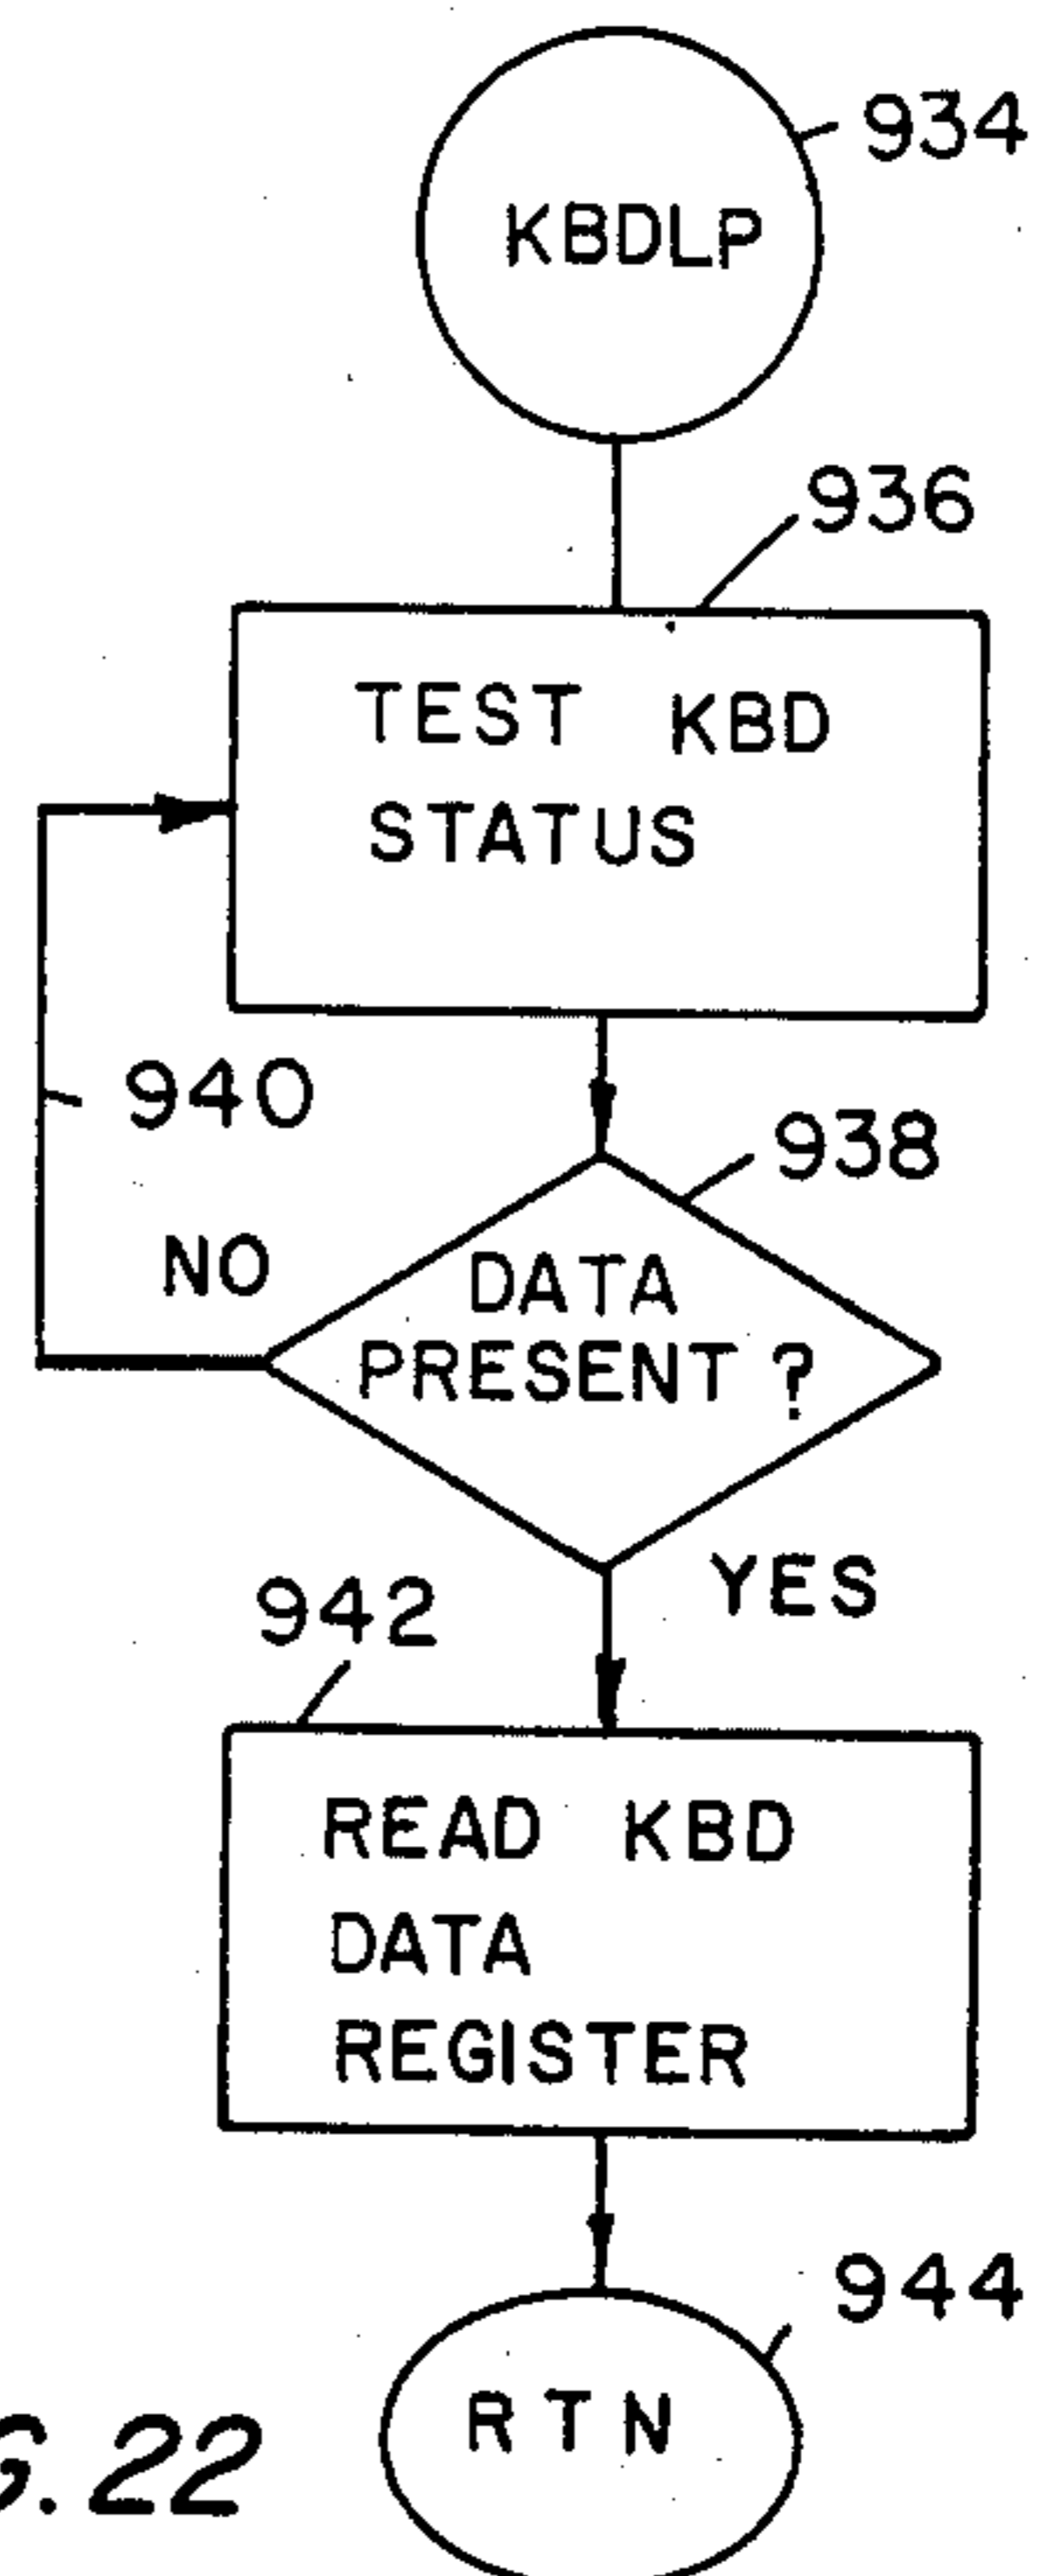 934
KBDLP
936
TEST KBD
STATUS
940
938
NO
DATA
PRESENT ?
YES
942
READ KBD
DATA
REGISTER
944
RTN
G. 22